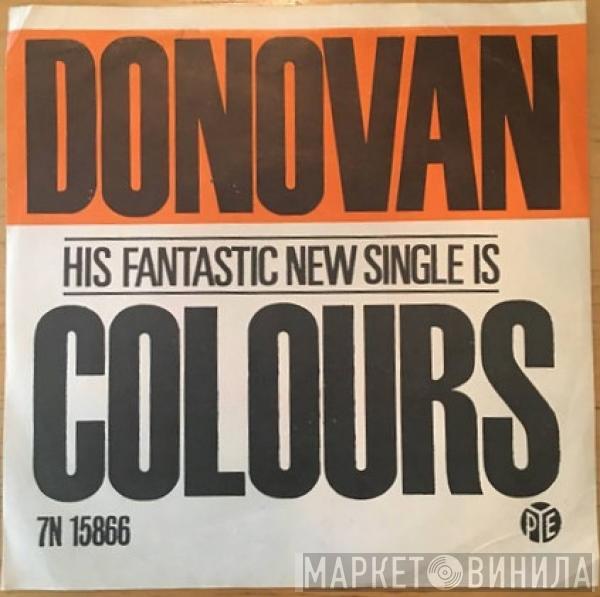 DONOVAN
HIS FANTASTIC NEW SINGLE IS
COLOURS
7N 15866
PYE
МАРКЕТ ВИНИЛА